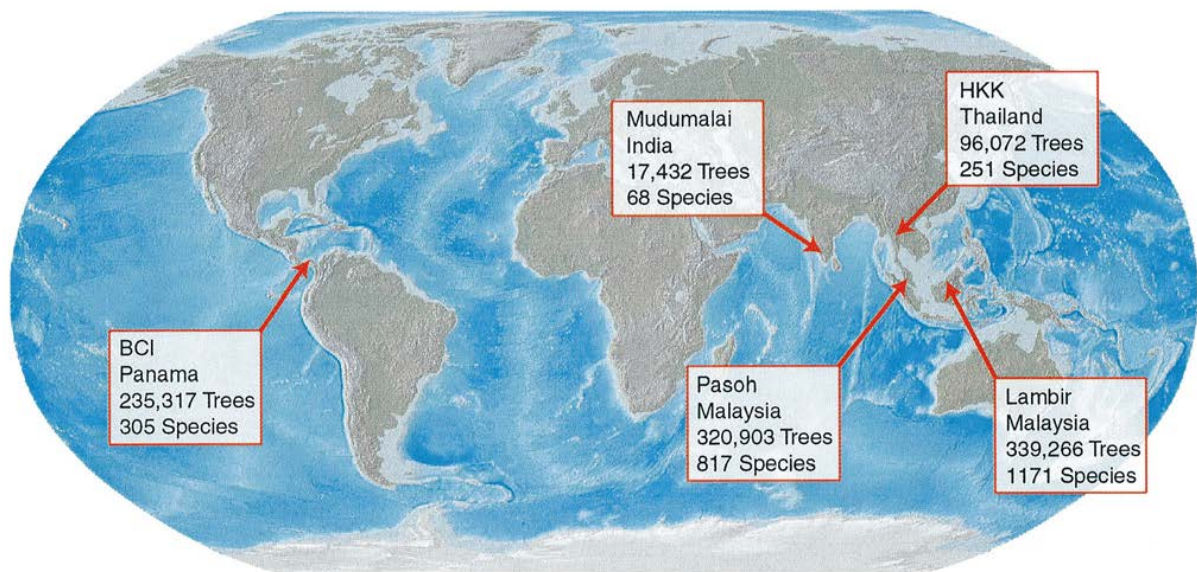 Mudumalai
India
17,432 Trees
68 Species
HKK
Thailand
96,072 Trees
251 Species
BCI
Panama
235,317 Trees
305 Species
Pasoh
Malaysia
320,903 Trees
817 Species
Lambir
Malaysia
339,266 Trees
1171 Species